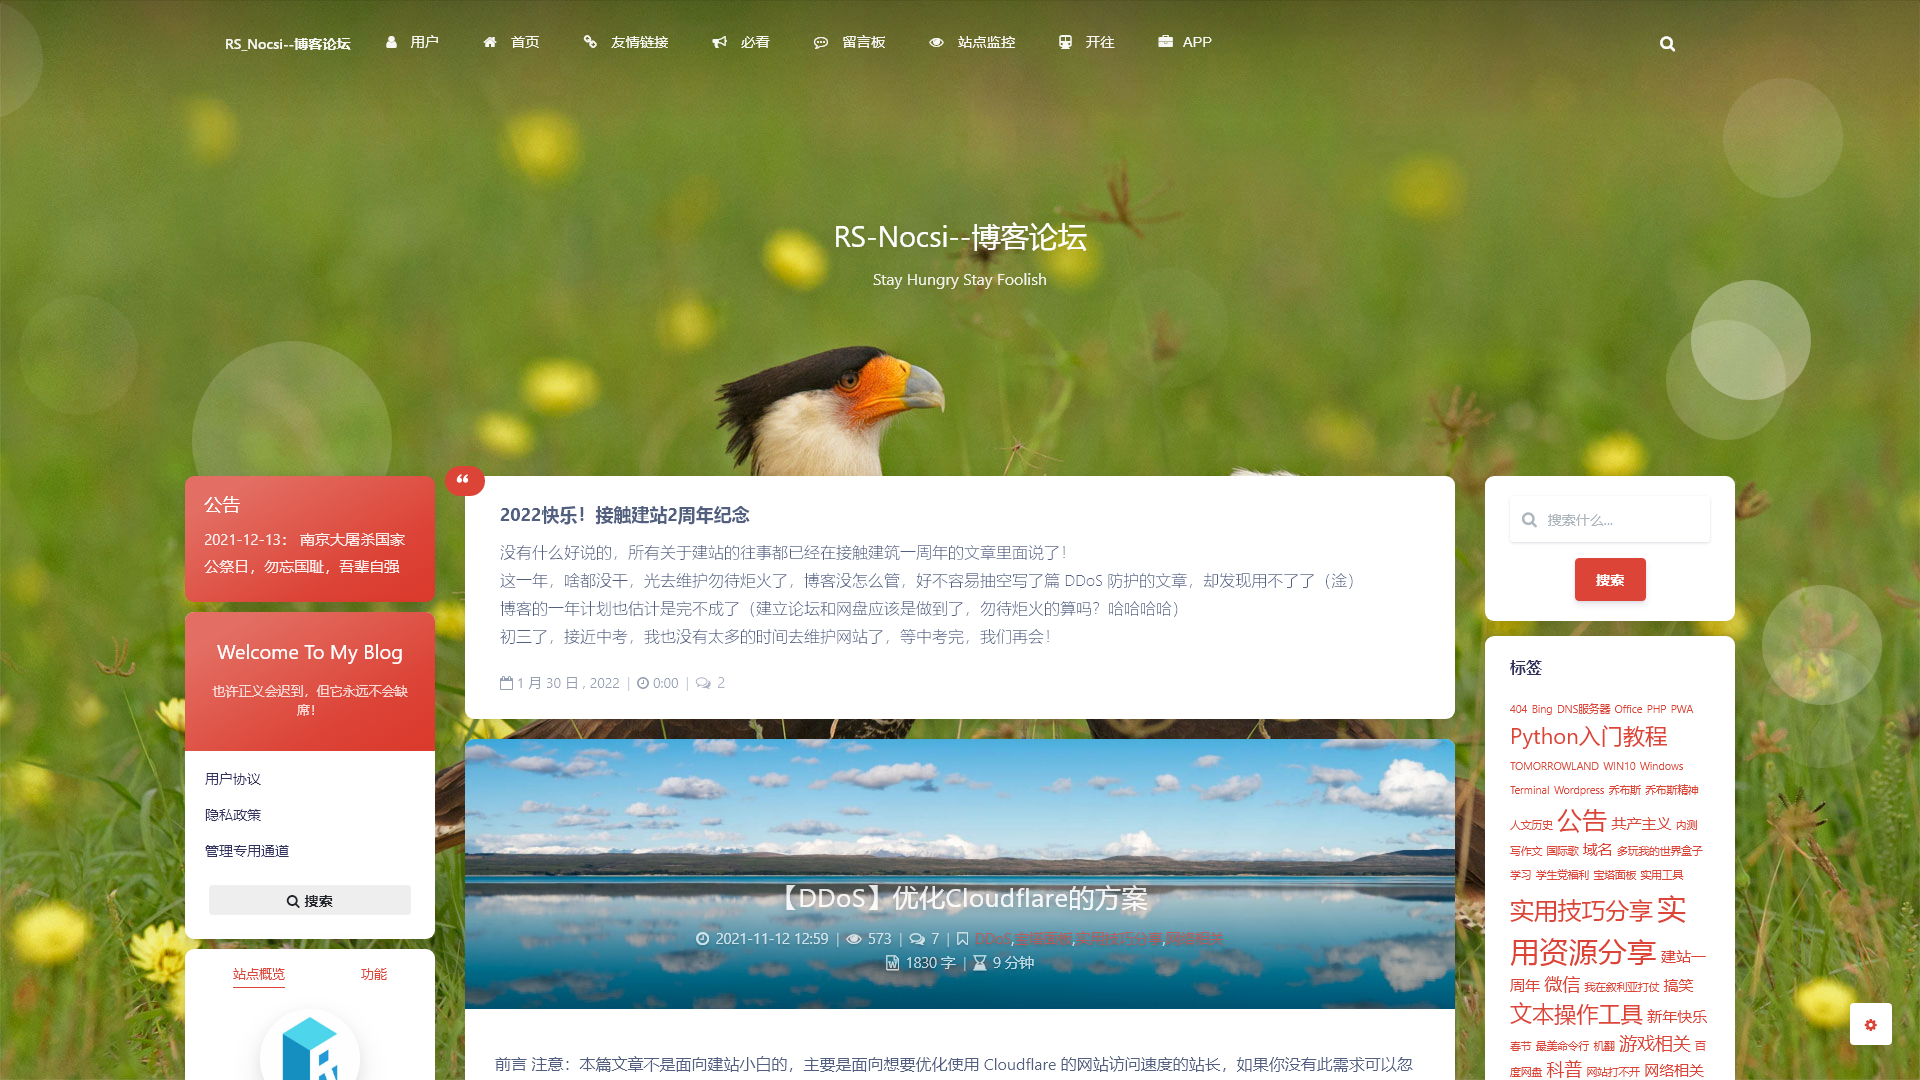 RS_Nocsi--博客论坛
用户
首页
友情链接
必看
留言板
站点监控
开往
APP
RS-Nocsi--博客论坛
Stay Hungry Stay Foolish
公告
2021-12-13： 南京大屠杀国家
公祭日，勿忘国耻，吾辈自强
Welcome To My Blog
也许正义会迟到，但它永远不会缺
席！
用户协议
隐私政策
管理专用通道
搜索
站点概览 功能
2022快乐！接触建站2周年纪念
没有什么好说的，所有关于建站的往事都已经在接触建筑一周年的文章里面说了！
这一年，啥都没干，光去维护勿待炬火了，博客没怎么管，好不容易抽空写了篇 DDoS 防护的文章，却发现用不了了（淦）
博客的一年计划也估计是完不成了（建立论坛和网盘应该是做到了，勿待炬火的算吗？哈哈哈哈）
初三了，接近中考，我也没有太多的时间去维护网站了，等中考完，我们再会！
1 月 30 日 , 2022 | 0:00 | 2
【DDoS】优化Cloudflare的方案
2021-11-12 12:59 | 573 | 7 | DDoS,宝塔面板,实用技巧分享,网络相关
1830 字 | 9 分钟
前言 注意：本篇文章不是面向建站小白的，主要是面向想要优化使用 Cloudflare 的网站访问速度的站长，如果你没有此需求可以忽
搜索什么...
搜索
标签
404 Bing DNS服务器 Office PHP PWA
Python入门教程
TOMORROWLAND WIN10 Windows
Terminal Wordpress 乔布斯 乔布斯精神
人文历史 公告 共产主义 内测
写作文 国际歌 域名 多玩我的世界盒子
学习 学生党福利 宝塔面板 实用工具
实用技巧分享 实
用资源分享 建站一
周年 微信 我在叙利亚打仗 搞笑
文本操作工具 新年快乐
春节 最美命令行 机翻 游戏相关 百
度网盘 科普 网站打不开 网络相关